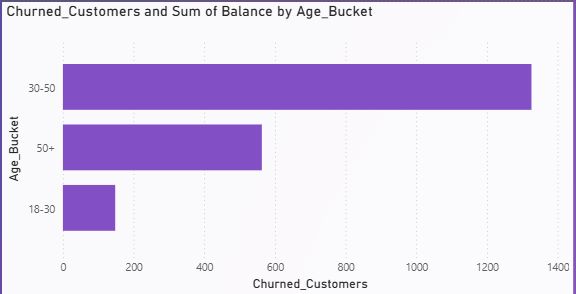 Churned_Customers and Sum of Balance by Age_Bucket
Age_Bucket
30-50
50+
18-30
0 200 400 600 800 1000 1200 1400
Churned_Customers